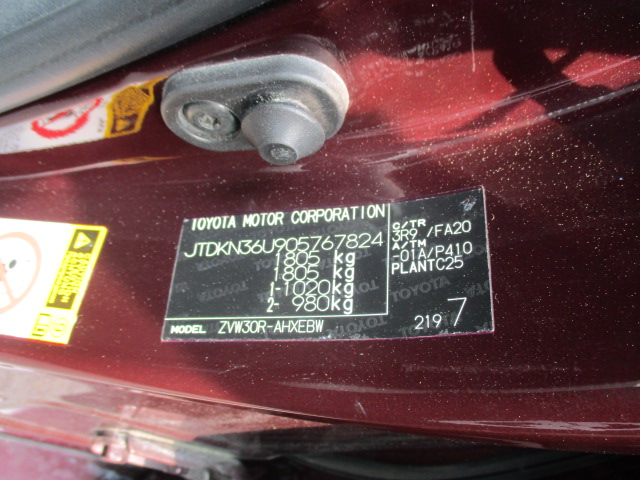 TOYOTA MOTOR CORPORATION
JTDKN36U905767824
1805 kg
1805 kg
1-1020kg
2- 980kg
MODEL ZVW30R-AHXEBW
C/TR
3R9 /FA20
A/TM
-01A/P410
PLANTC25
219 7